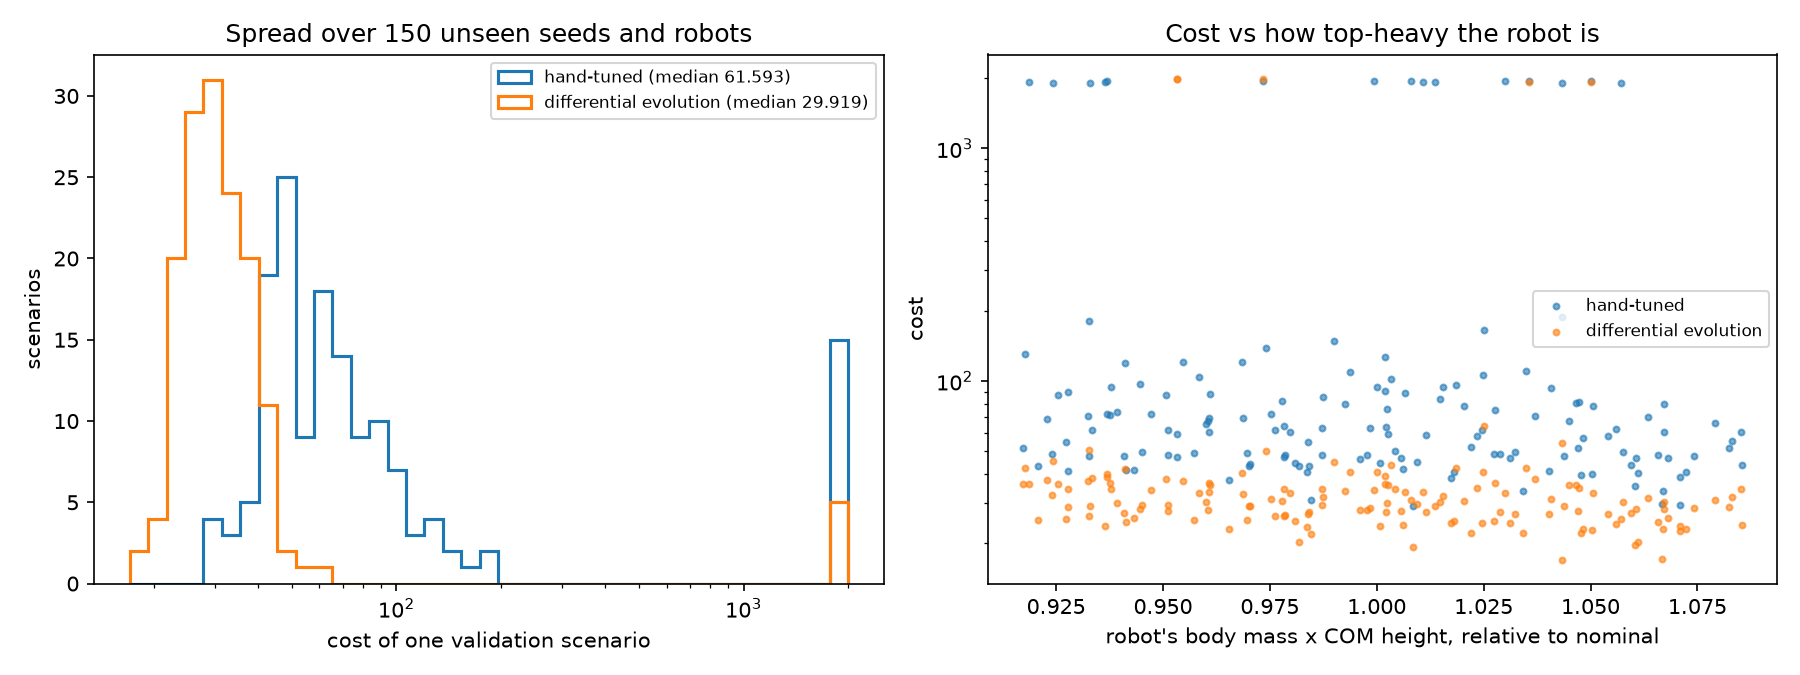 Spread over 150 unseen seeds and robots
hand-tuned (median 61.593)
differential evolution (median 29.919)
scenarios
30
25
20
15
10
5
0
10²
10³
cost of one validation scenario
Cost vs how top-heavy the robot is
hand-tuned
differential evolution
cost
10³
10²
0.925
0.950
0.975
1.000
1.025
1.050
1.075
robot's body mass x COM height, relative to nominal